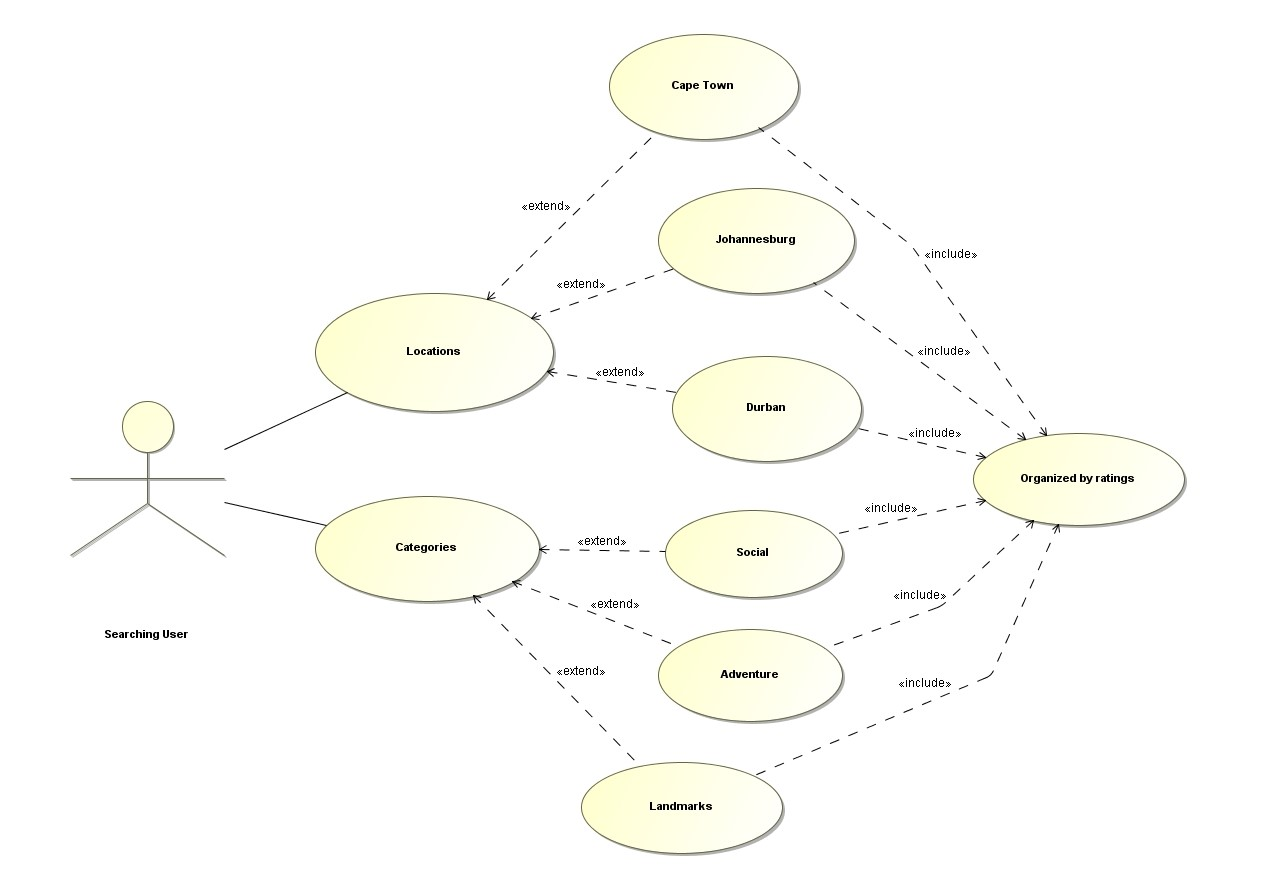 Cape Town
«extend»
Johannesburg
«include»
«extend»
Locations
«include»
«extend»
Durban
«include»
Organized by ratings
«include»
«extend»
Categories
Social
«include»
«extend»
Searching User
«extend»
Adventure
«include»
Landmarks